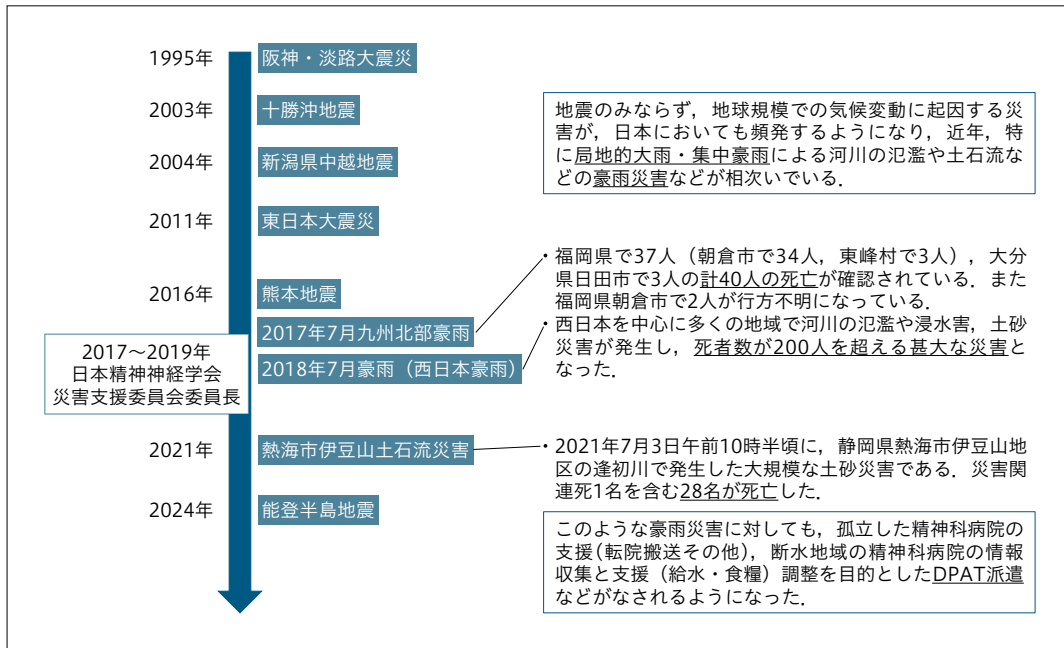 1995年
阪神・淡路大震災
2003年
十勝沖地震
2004年
新潟県中越地震
2011年
東日本大震災
2016年
熊本地震
2017年7月九州北部豪雨
2018年7月豪雨（西日本豪雨）
2017～2019年
日本精神神経学会
災害支援委員会委員長
2021年
熱海市伊豆山土石流災害
2024年
能登半島地震
地震のみならず，地球規模での気候変動に起因する災
害が，日本においても頻発するようになり，近年，特
に局地的大雨・集中豪雨による河川の氾濫や土石流な
どの豪雨災害などが相次いでいる．
・福岡県で37人（朝倉市で34人，東峰村で3人），大分
県日田市で3人の計40人の死亡が確認されている．また
福岡県朝倉市で2人が行方不明になっている．
・西日本を中心に多くの地域で河川の氾濫や浸水害，土砂
災害が発生し，死者数が200人を超える甚大な災害と
なった．
・2021年7月3日午前10時半頃に，静岡県熱海市伊豆山地
区の逢初川で発生した大規模な土砂災害である．災害関
連死1名を含む28名が死亡した．
このような豪雨災害に対しても，孤立した精神科病院の
支援（転院搬送その他），断水地域の精神科病院の情報
収集と支援（給水・食糧）調整を目的としたDPAT派遣
などがなされるようになった．